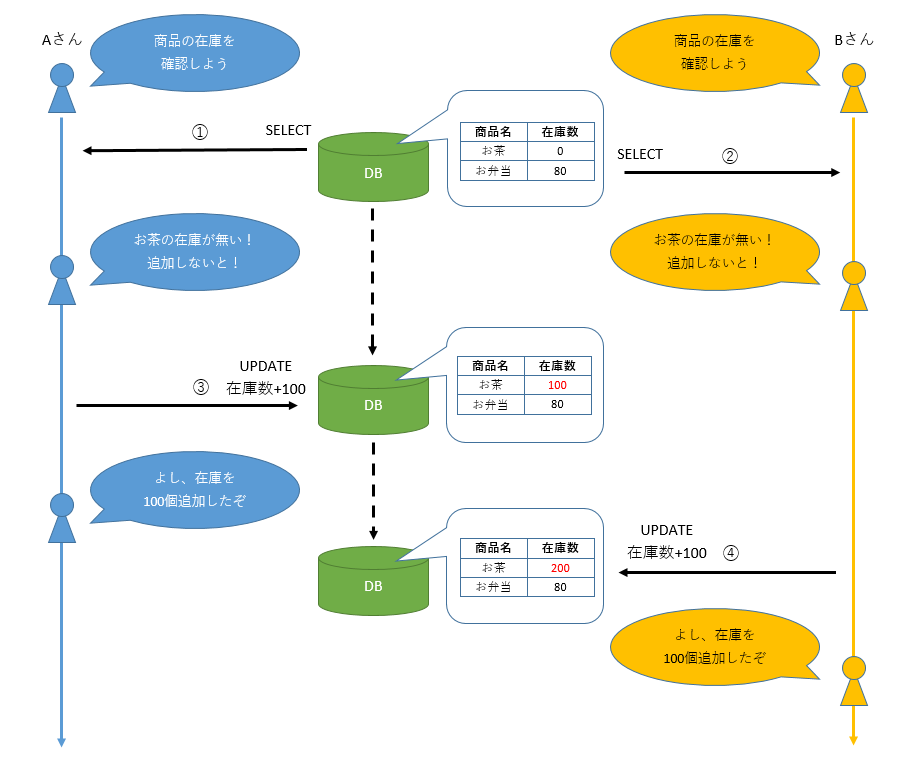 Aさん
商品の在庫を
確認しよう
商品の在庫を
確認しよう
Bさん
① SELECT
DB
商品名 在庫数
お茶 0
お弁当 80
SELECT ②
お茶の在庫が無い！
追加しないと！
お茶の在庫が無い！
追加しないと！
UPDATE
③ 在庫数+100
DB
商品名 在庫数
お茶 100
お弁当 80
よし、在庫を
100個追加したぞ
DB
商品名 在庫数
お茶 200
お弁当 80
UPDATE
在庫数+100 ④
よし、在庫を
100個追加したぞ